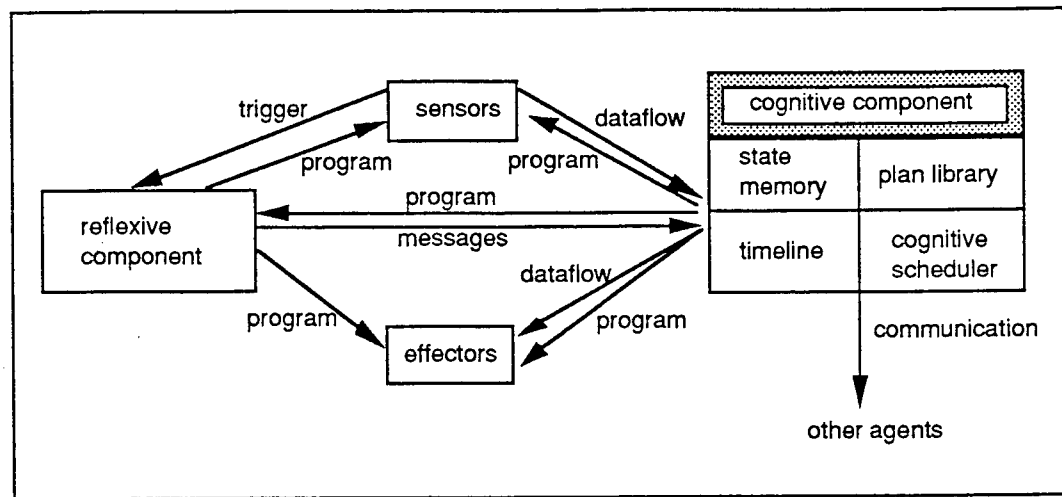 trigger
sensors
dataflow
cognitive component
program
program
state
memory
plan library
reflexive
component
program
messages
timeline
cognitive
scheduler
dataflow
program
program
effectors
communication
other agents